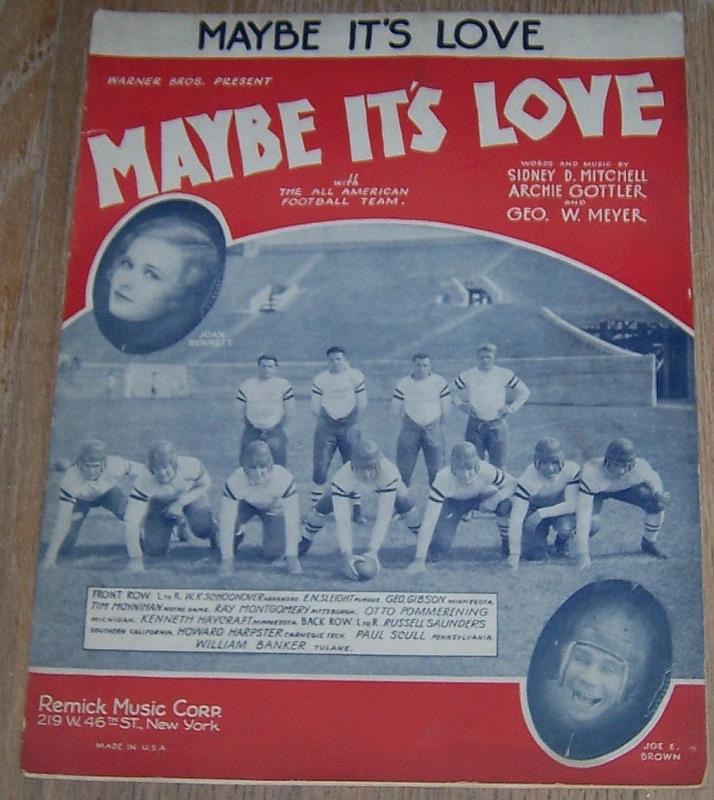 MAYBE IT'S LOVE
WARNER BROS. PRESENT
MAYBE IT'S LOVE
with
THE ALL AMERICAN
FOOTBALL TEAM.
WORDS AND MUSIC BY
SIDNEY D. MITCHELL
ARCHIE GOTTLER
AND
GEO. W. MEYER
JOAN
BENNETT
FRONT ROW L TO R. W.K. SCHOONOVER ARKANSAS. E.N. SLEIGHT PURDUE. GEO. GIBSON MINNESOTA.
TIM MOYNIHAN NOTRE DAME. RAY MONTGOMERY PITTSBURGH. OTTO POMMERENING
MICHIGAN. KENNETH HAYCRAFT MINNESOTA. BACK ROW. L TO R. RUSSELL SAUNDERS
SOUTHERN CALIFORNIA. HOWARD HARPSTER CARNEGIE TECH. PAUL SCULL PENNSYLVANIA.
WILLIAM BANKER TULANE.
Remick Music Corp.
219 W. 46TH ST., New York
MADE IN U.S.A.
JOE E.
BROWN